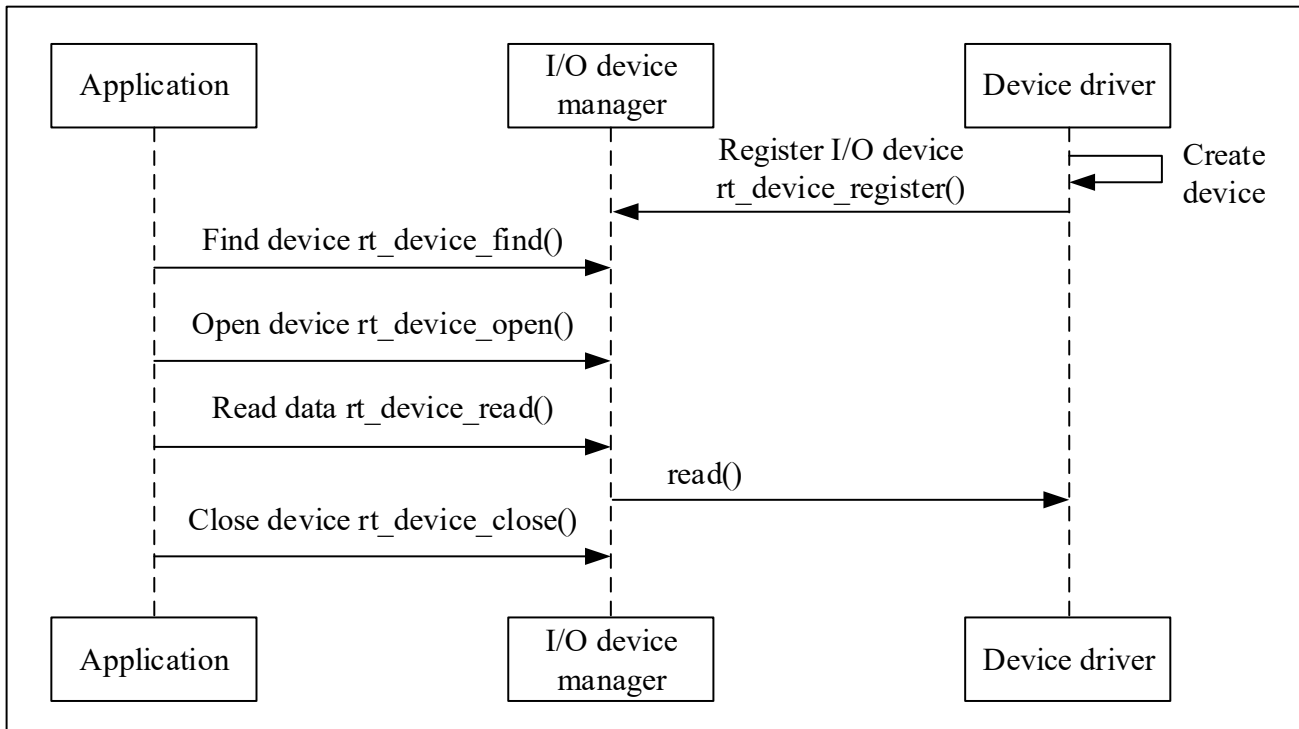 Application
I/O device
manager
Device driver
Register I/O device
rt_device_register()
Create
device
Find device rt_device_find()
Open device rt_device_open()
Read data rt_device_read()
read()
Close device rt_device_close()
Application
I/O device
manager
Device driver